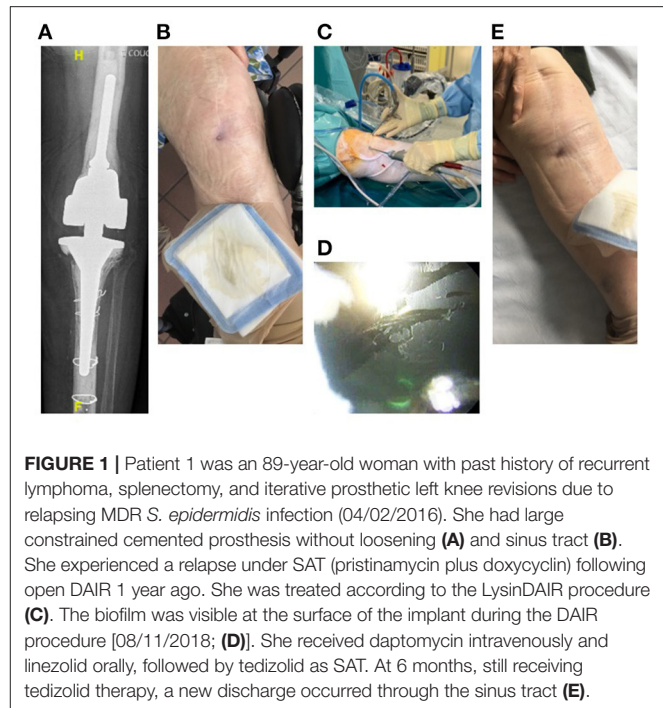 A
B
C
E
H
COUC
D
F
FIGURE 1 | Patient 1 was an 89-year-old woman with past history of recurrent
lymphoma, splenectomy, and iterative prosthetic left knee revisions due to
relapsing MDR S. epidermidis infection (04/02/2016). She had large
constrained cemented prosthesis without loosening (A) and sinus tract (B).
She experienced a relapse under SAT (pristinamycin plus doxycyclin) following
open DAIR 1 year ago. She was treated according to the LysinDAIR procedure
(C). The biofilm was visible at the surface of the implant during the DAIR
procedure [08/11/2018; (D)]. She received daptomycin intravenously and
linezolid orally, followed by tedizolid as SAT. At 6 months, still receiving
tedizolid therapy, a new discharge occurred through the sinus tract (E).